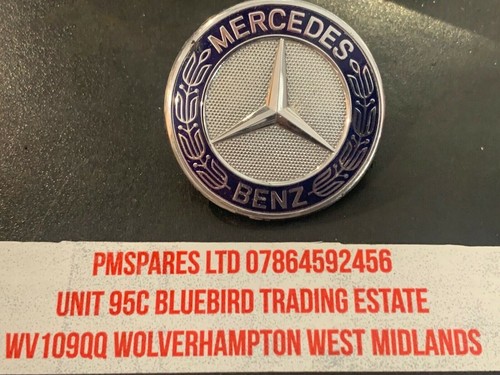 MERCEDES
BENZ
PMSPARES LTD 07864592456
UNIT 95C BLUEBIRD TRADING ESTATE
WV109QQ WOLVERHAMPTON WEST MIDLANDS